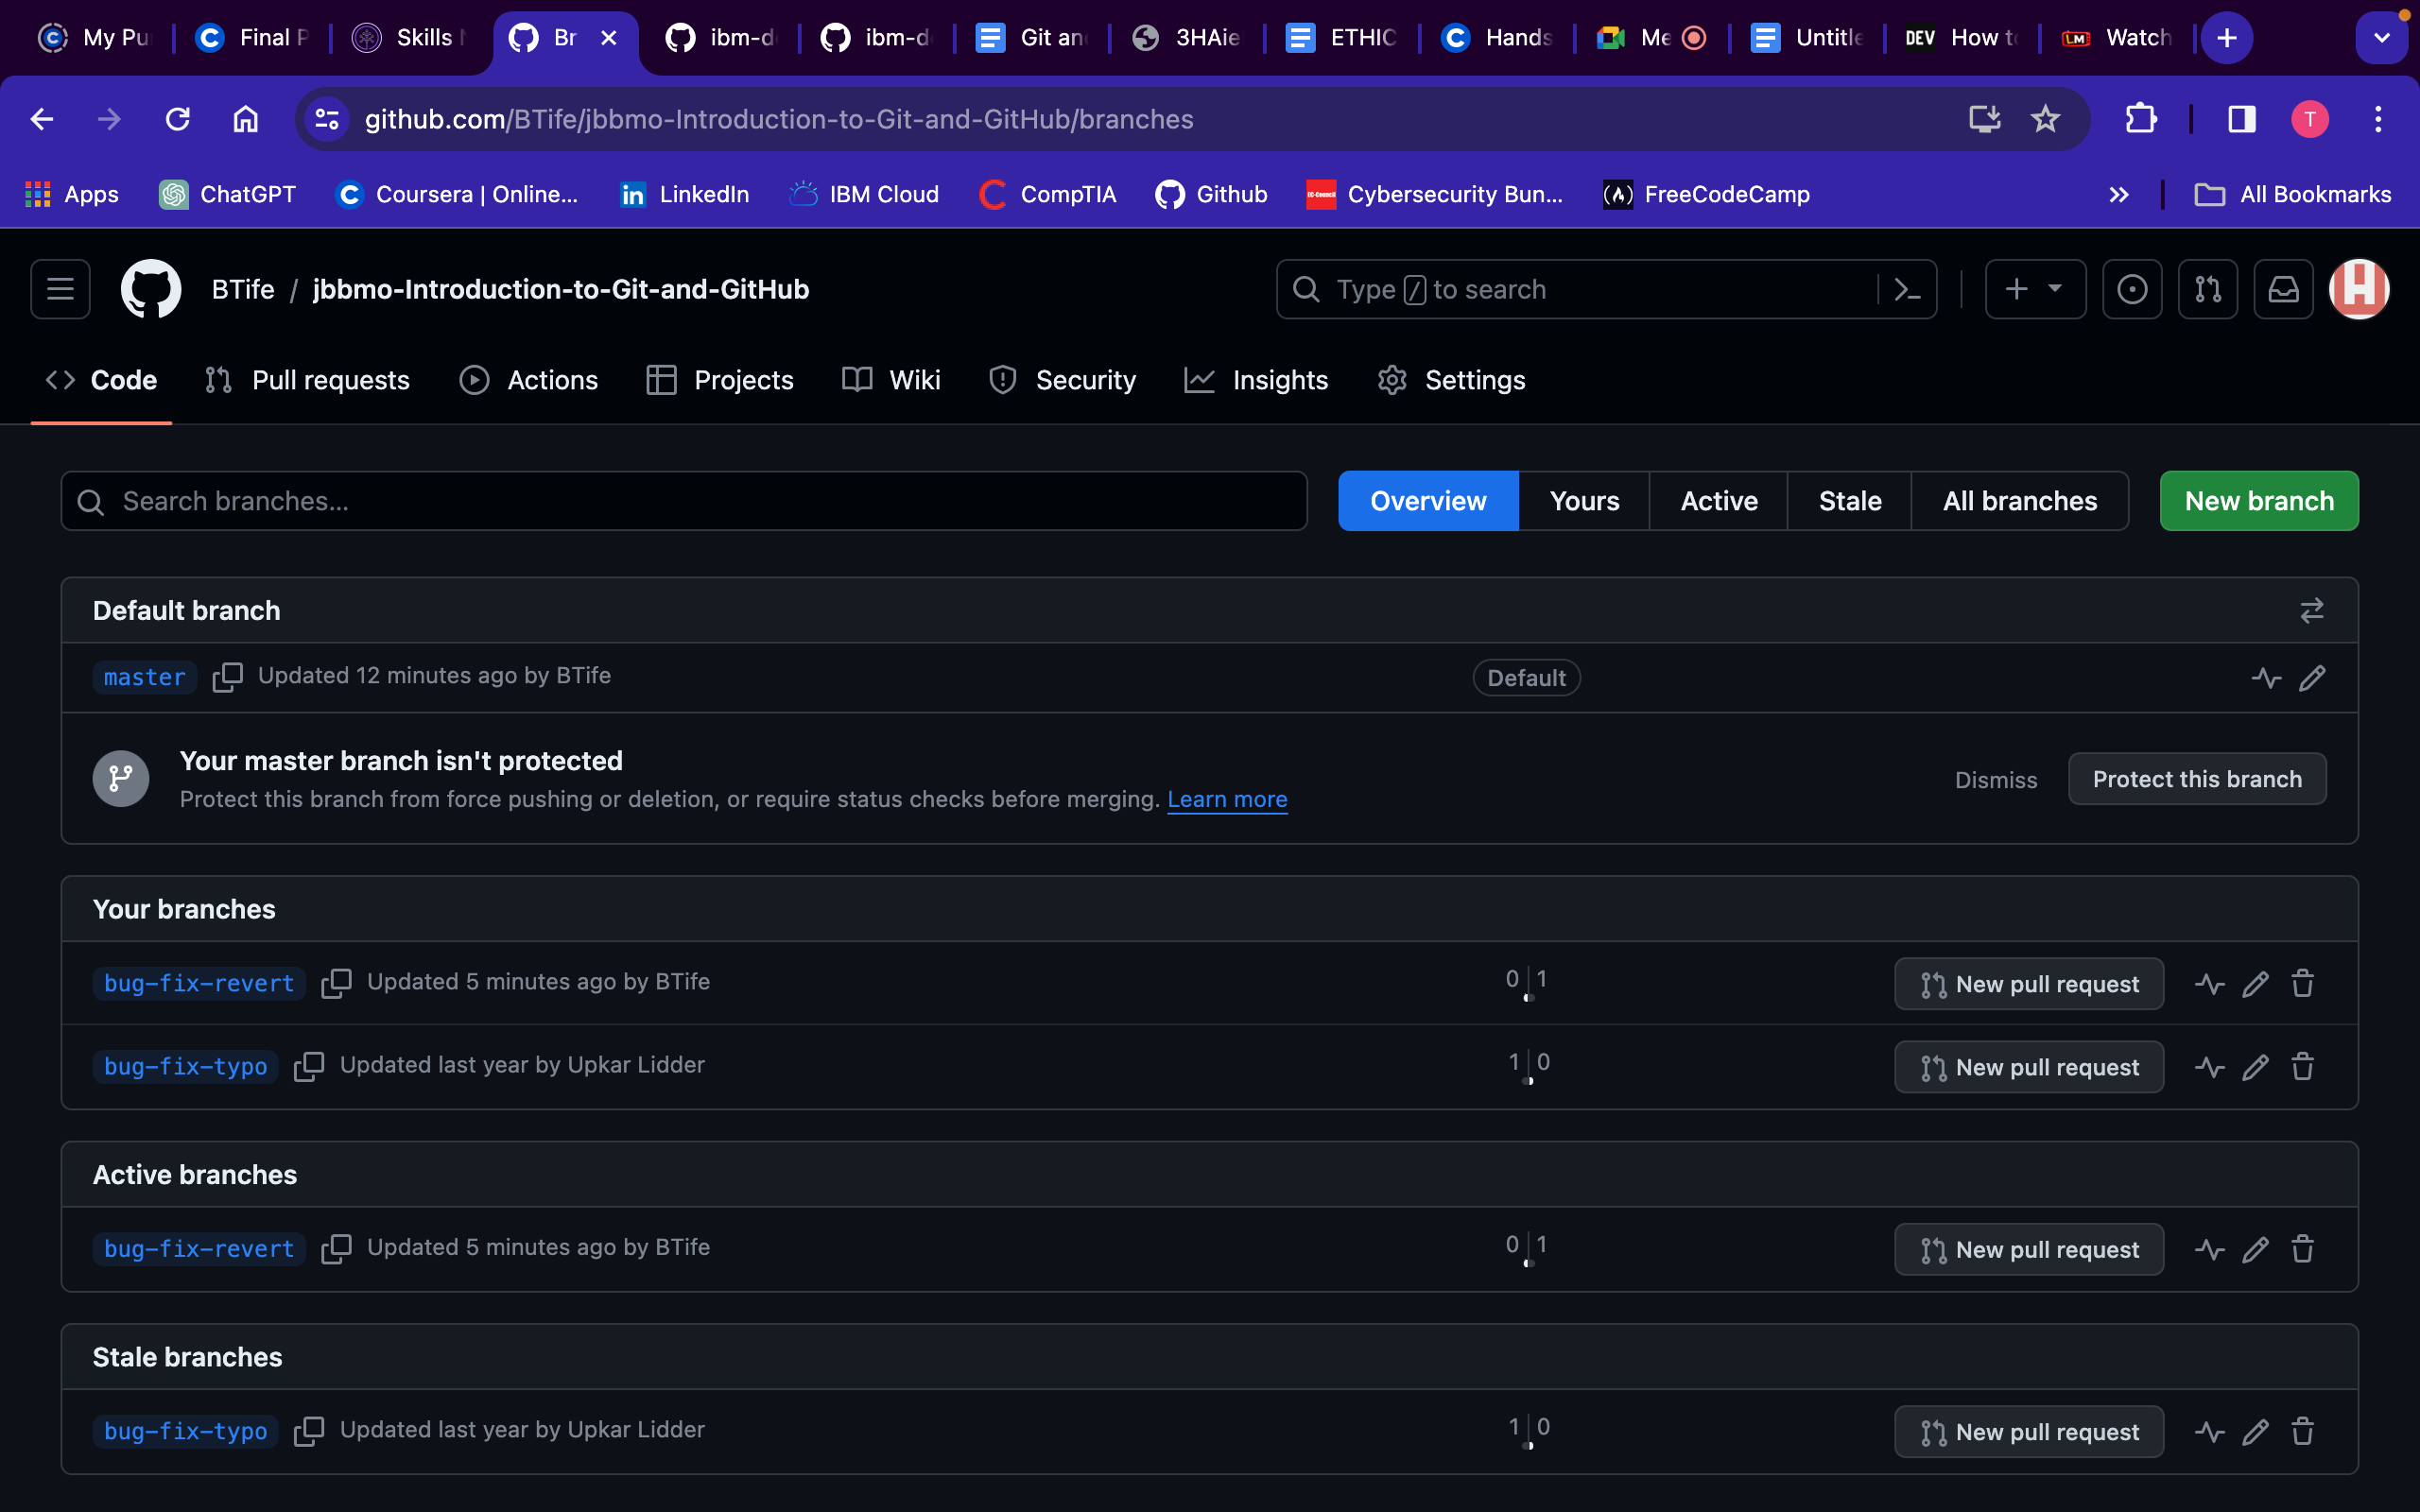 My Pu
Final P
Skills
Br
ibm-d
ibm-d
Git an
3HAie
ETHIC
Hands
Me
Untitle
DEV
How to
LM
Watch
github.com/BTife/jbbmo-Introduction-to-Git-and-GitHub/branches
T
Apps
ChatGPT
Coursera | Online...
LinkedIn
IBM Cloud
CompTIA
Github
Cybersecurity Bun...
FreeCodeCamp
All Bookmarks
BTife / jbbmo-Introduction-to-Git-and-GitHub
Type / to search
Code
Pull requests
Actions
Projects
Wiki
Security
Insights
Settings
Search branches...
Overview
Yours
Active
Stale
All branches
New branch
Default branch
master
Updated 12 minutes ago by BTife
Default
Your master branch isn't protected
Protect this branch from force pushing or deletion, or require status checks before merging. Learn more
Dismiss
Protect this branch
Your branches
bug-fix-revert
Updated 5 minutes ago by BTife
0 | 1
New pull request
bug-fix-typo
Updated last year by Upkar Lidder
1 | 0
New pull request
Active branches
bug-fix-revert
Updated 5 minutes ago by BTife
0 | 1
New pull request
Stale branches
bug-fix-typo
Updated last year by Upkar Lidder
1 | 0
New pull request